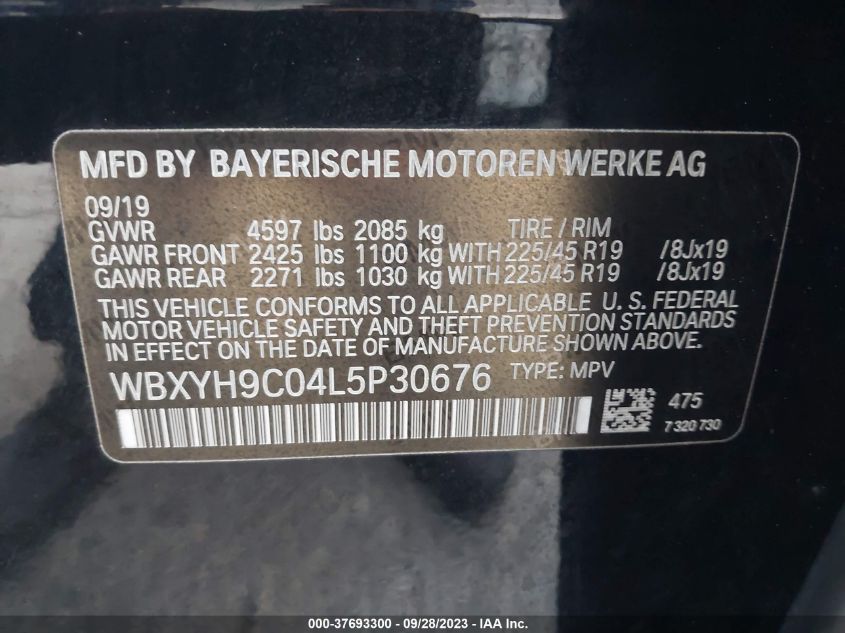 MFD BY BAYERISCHE MOTOREN WERKE AG
09/19
GVWR 4597 lbs 2085 kg TIRE / RIM
GAWR FRONT 2425 lbs 1100 kg WITH 225/45 R19 /8Jx19
GAWR REAR 2271 lbs 1030 kg WITH 225/45 R19 /8Jx19
THIS VEHICLE CONFORMS TO ALL APPLICABLE U. S. FEDERAL
MOTOR VEHICLE SAFETY AND THEFT PREVENTION STANDARDS
IN EFFECT ON THE DATE OF MANUFACTURE SHOWN ABOVE.
WBXYH9C04L5P30676 TYPE: MPV
475
7 320 730
000-37693300 - 09/28/2023 - IAA Inc.